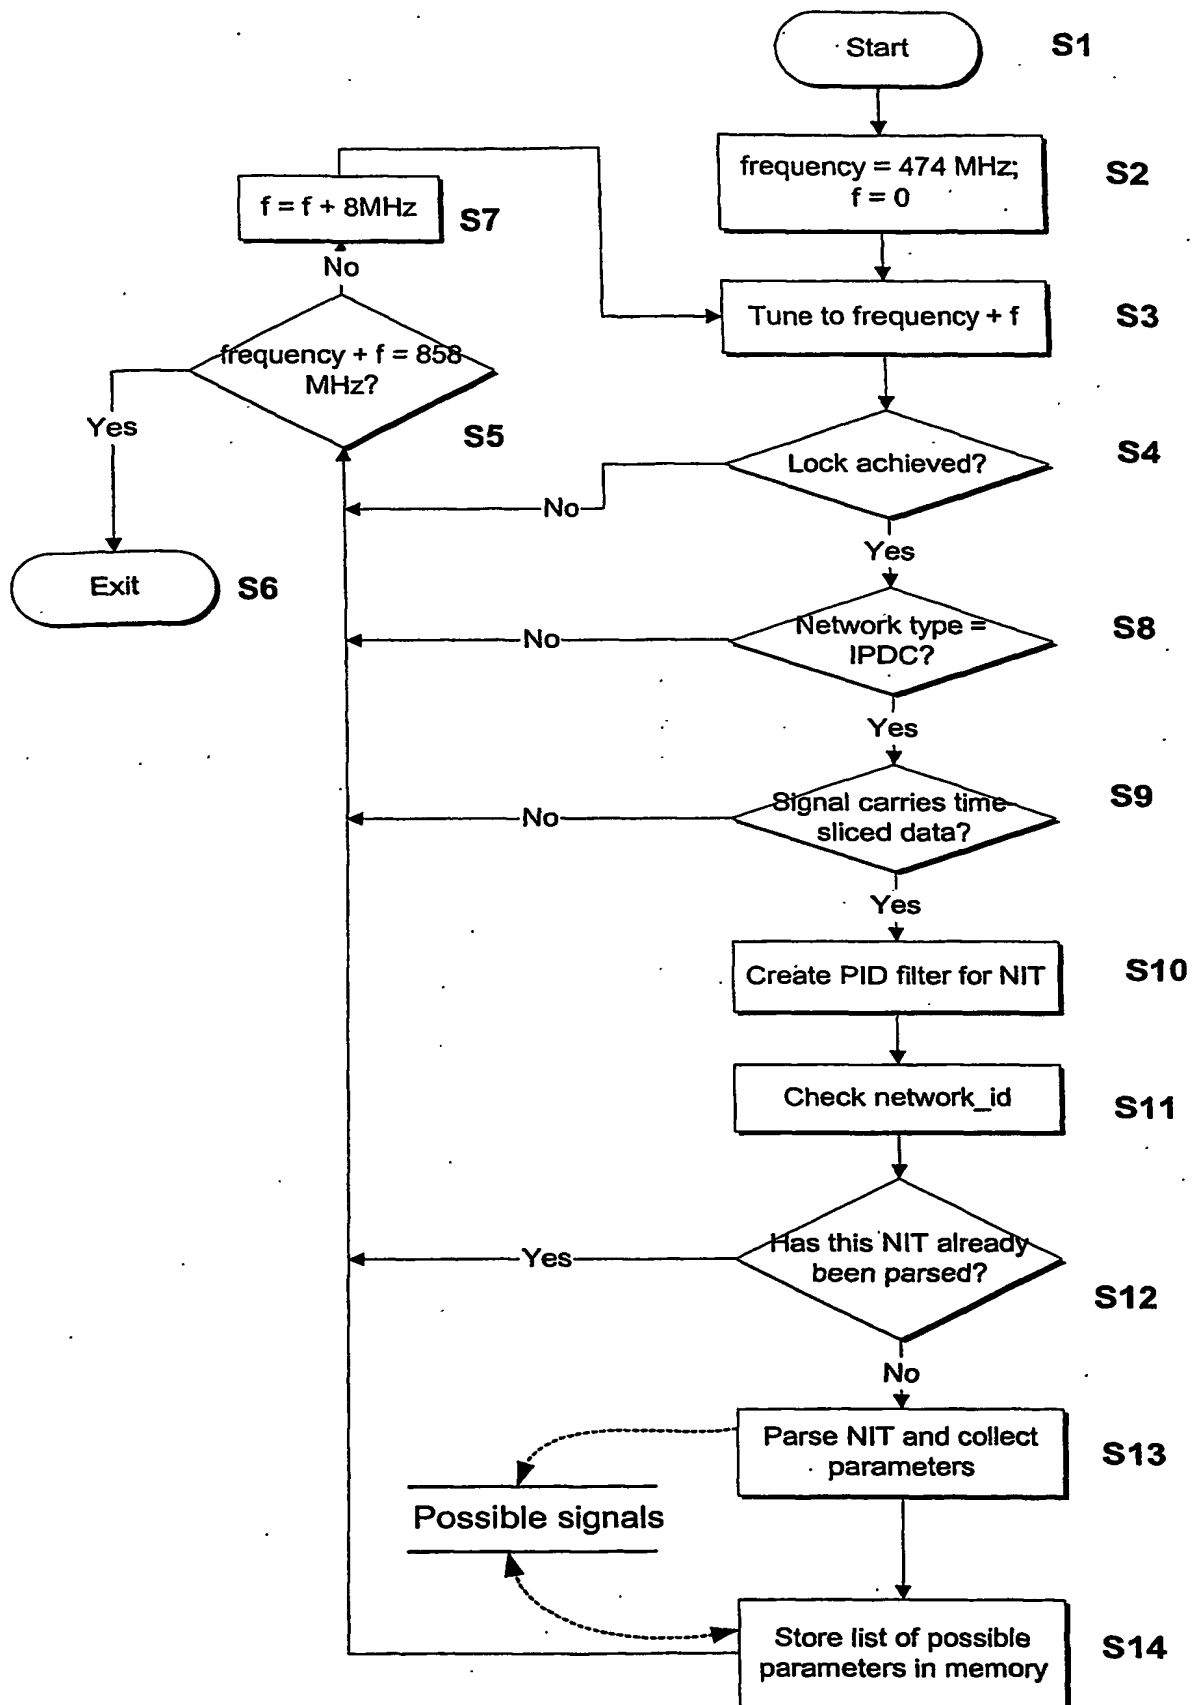 Start
S1
frequency = 474 MHz;
f = 0
S2
f = f + 8MHz
S7
No
Tune to frequency + f
S3
frequency + f = 858
MHz?
S5
Yes
Lock achieved?
S4
No
Yes
Exit
S6
Network type =
IPDC?
S8
No
Yes
Signal carries time-
sliced data?
S9
No
Yes
Create PID filter for NIT
S10
Check network_id
S11
Has this NIT already
been parsed?
S12
Yes
No
Parse NIT and collect
parameters
S13
Possible signals
Store list of possible
parameters in memory
S14